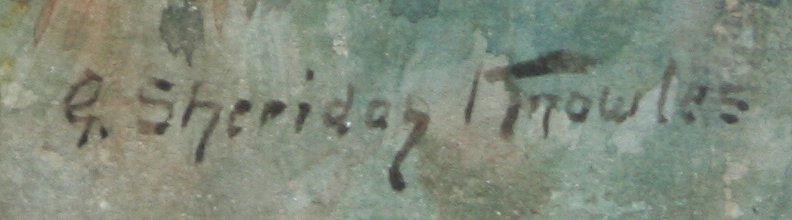 G. Sheridan Knowles